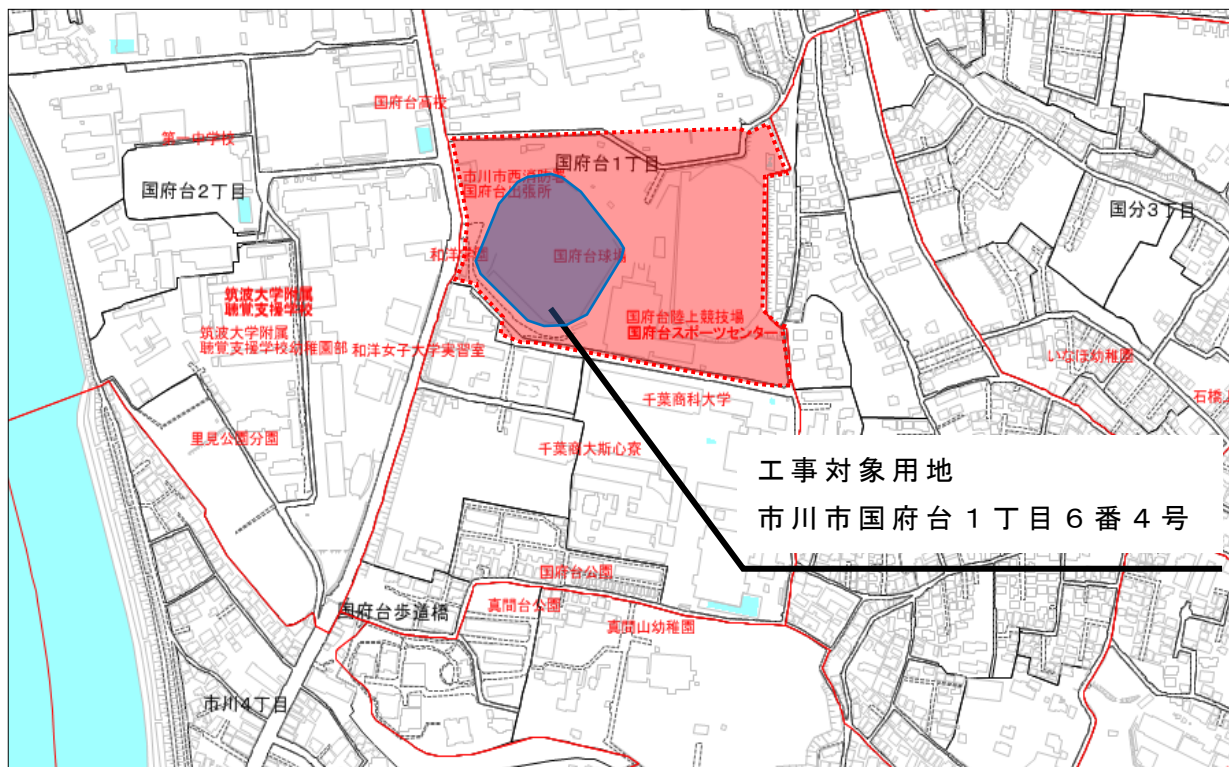 国府台高校
第一中学校
国府台1丁目
市川市西消防署
国府台出張所
国府台2丁目
国分3丁目
和洋学園
国府台球場
筑波大学附属
聴覚支援学校
筑波大学附属
聴覚支援学校幼稚園部
和洋女子大学実習室
国府台陸上競技場
国府台スポーツセンター
いなほ幼稚園
石橋
千葉商科大学
里見公園分園
千葉商大斯心寮
工事対象用地
市川市国府台1丁目6番4号
国府台公園
真間台公園
国府台歩道橋
真間山幼稚園
市川4丁目